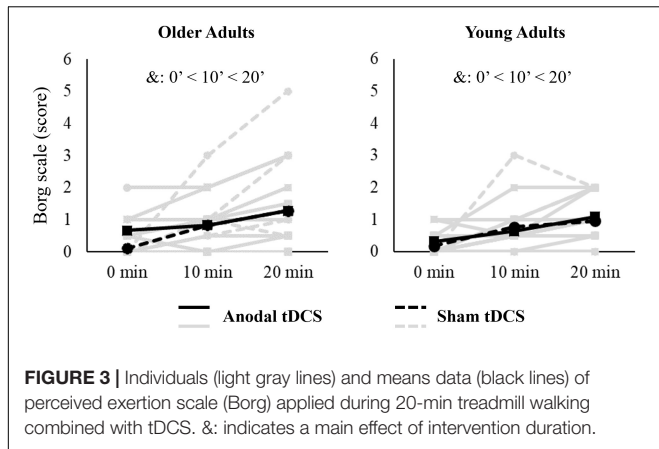 Older Adults
Young Adults
&: 0' < 10' < 20'
&: 0' < 10' < 20'
Borg scale (score)
6
5
4
3
2
1
0
0 min 10 min 20 min
6
5
4
3
2
1
0
0 min 10 min 20 min
Anodal tDCS
Sham tDCS
FIGURE 3 | Individuals (light gray lines) and means data (black lines) of
perceived exertion scale (Borg) applied during 20-min treadmill walking
combined with tDCS. &: indicates a main effect of intervention duration.